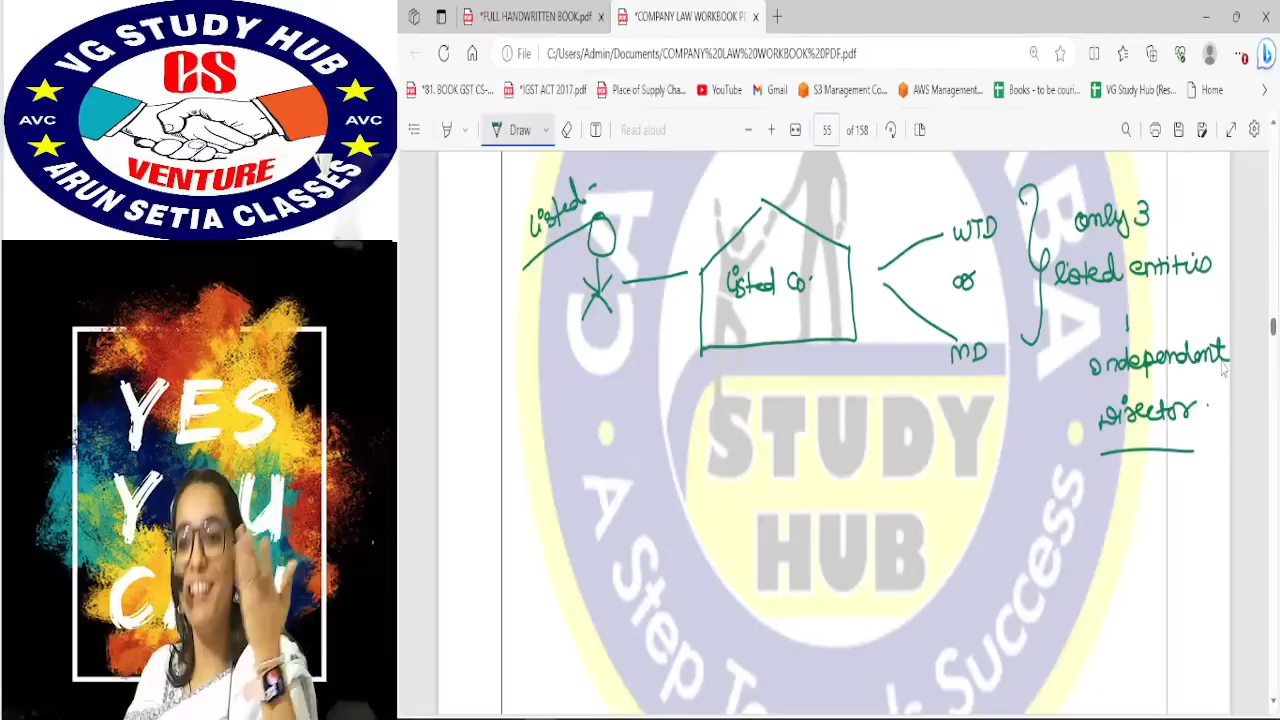 VG STUDY HUB
CS
AVC
AVC
VENTURE
ARUN SETIA CLASSES
YES
*FULL HANDWRITTEN BOOK.pdf
*COMPANY LAW WORKBOOK P
File
C:/Users/Admin/Documents/COMPANY%20LAW%20WORKBOOK%20PDF.pdf
*81. BOOK GST CS-...
*IGST ACT 2017.pdf
Place of Supply Cha...
YouTube
Gmail
S3 Management Co...
AWS Management...
Books - to be couri...
VG Study Hub (Res...
Home
Draw
Read aloud
55
of 158
Listed
Listed Co.
WTD
or
MD
only 3
listed entitis
independent
Director.
STUDY
HUB
A Step
Success